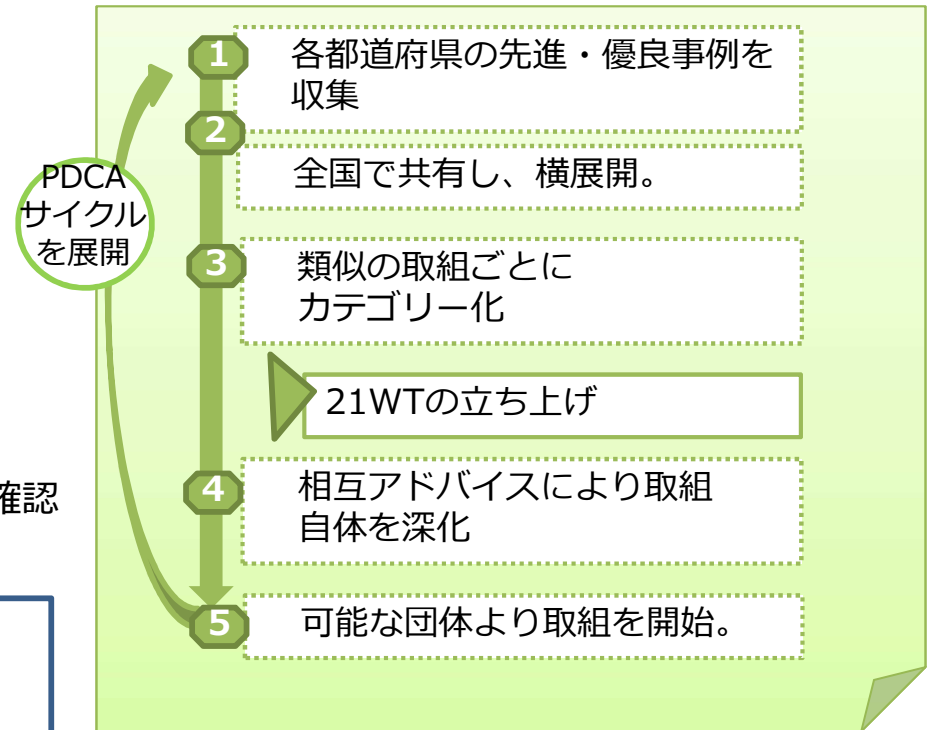 1
各都道府県の先進・優良事例を
収集
2
全国で共有し、横展開。
PDCA
サイクル
を展開
3
類似の取組ごとに
カテゴリー化
21WTの立ち上げ
4
相互アドバイスにより取組
自体を深化
確認
5
可能な団体より取組を開始。